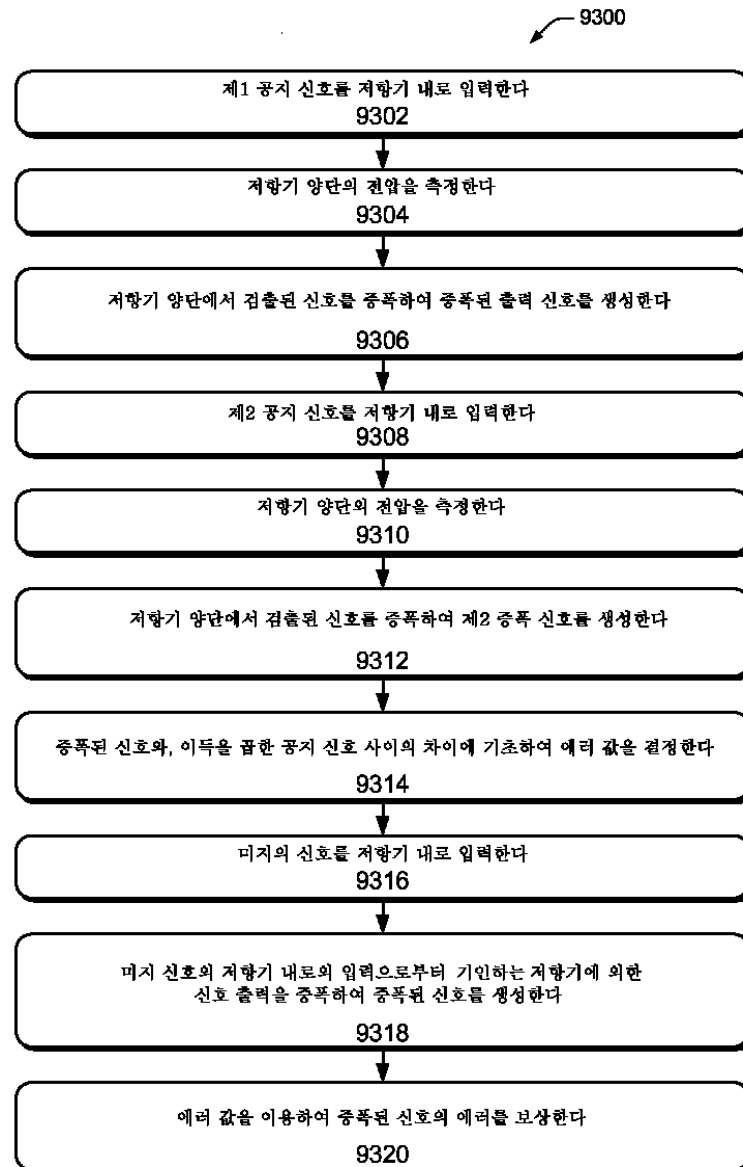 9300
제1 공지 신호를 저항기 내로 입력한다
9302
저항기 양단의 전압을 측정한다
9304
저항기 양단에서 검출된 신호를 증폭하여 증폭된 출력 신호를 생성한다
9306
제2 공지 신호를 저항기 내로 입력한다
9308
저항기 양단의 전압을 측정한다
9310
저항기 양단에서 검출된 신호를 증폭하여 제2 증폭 신호를 생성한다
9312
증폭된 신호와, 이득을 곱한 공지 신호 사이의 차이에 기초하여 에러 값을 결정한다
9314
미지의 신호를 저항기 내로 입력한다
9316
미지 신호의 저항기 내로의 입력으로부터 기인하는 저항기에 의한
신호 출력을 증폭하여 증폭된 신호를 생성한다
9318
에러 값을 이용하여 증폭된 신호의 에러를 보상한다
9320